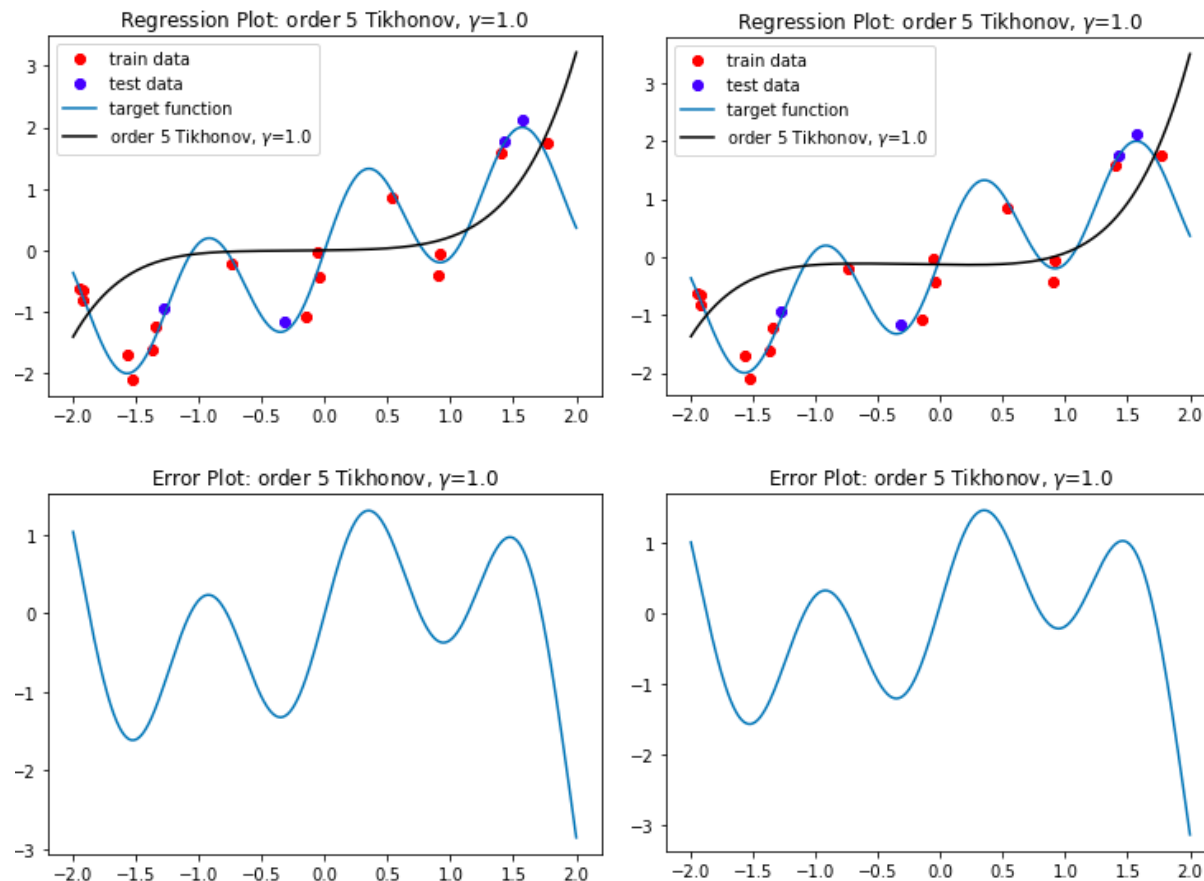 Regression Plot: order 5 Tikhonov, γ=1.0
train data
test data
target function
order 5 Tikhonov, γ=1.0
3
2
1
0
−1
−2
−2.0 −1.5 −1.0 −0.5 0.0 0.5 1.0 1.5 2.0
Regression Plot: order 5 Tikhonov, γ=1.0
train data
test data
target function
order 5 Tikhonov, γ=1.0
3
2
1
0
−1
−2
−2.0 −1.5 −1.0 −0.5 0.0 0.5 1.0 1.5 2.0
Error Plot: order 5 Tikhonov, γ=1.0
1
0
−1
−2
−3
−2.0 −1.5 −1.0 −0.5 0.0 0.5 1.0 1.5 2.0
Error Plot: order 5 Tikhonov, γ=1.0
1
0
−1
−2
−3
−2.0 −1.5 −1.0 −0.5 0.0 0.5 1.0 1.5 2.0